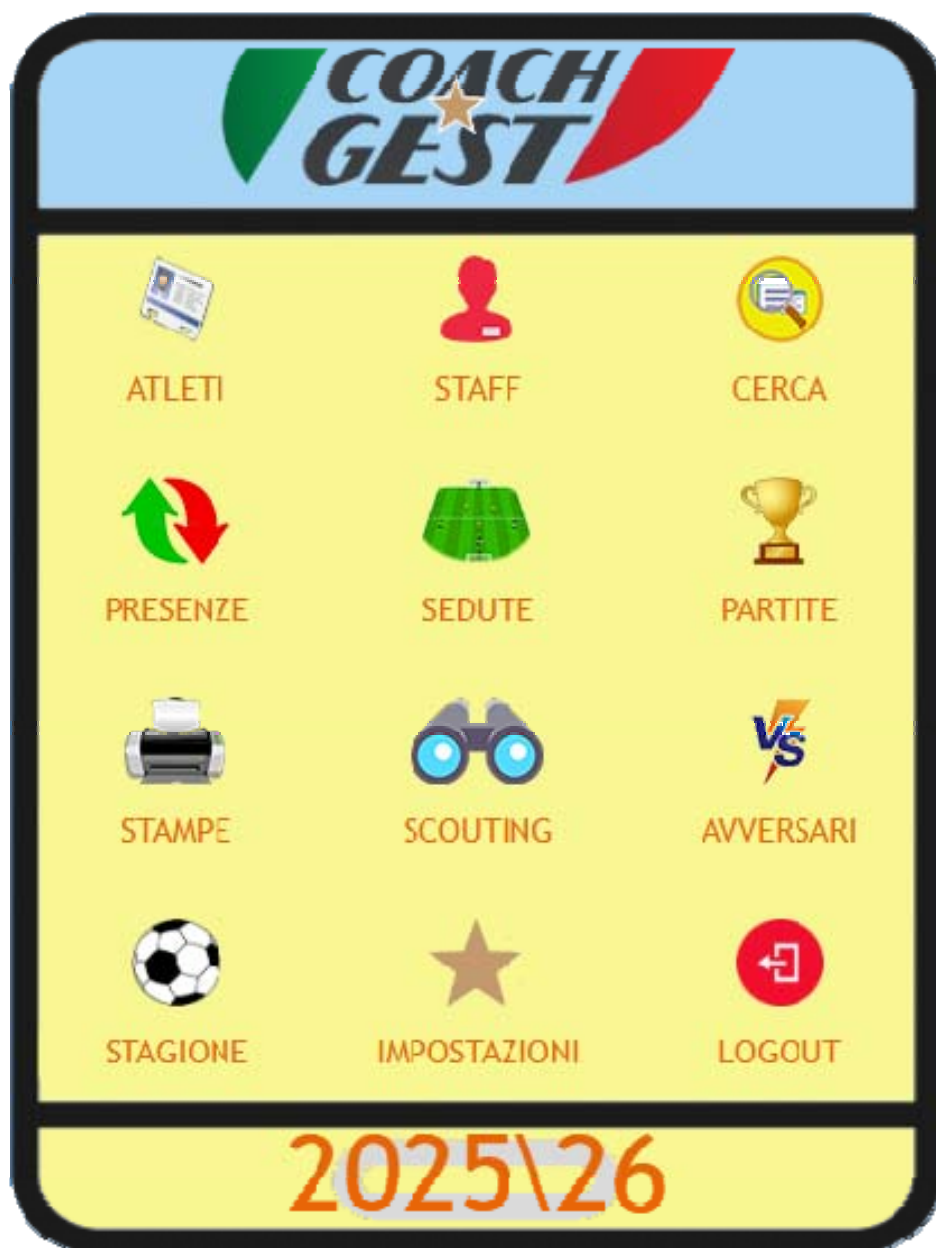 COACH
GEST
ATLETI STAFF CERCA
PRESENZE SEDUTE PARTITE
VS
STAMPE SCOUTING AVVERSARI
STAGIONE IMPOSTAZIONI LOGOUT
2025\26